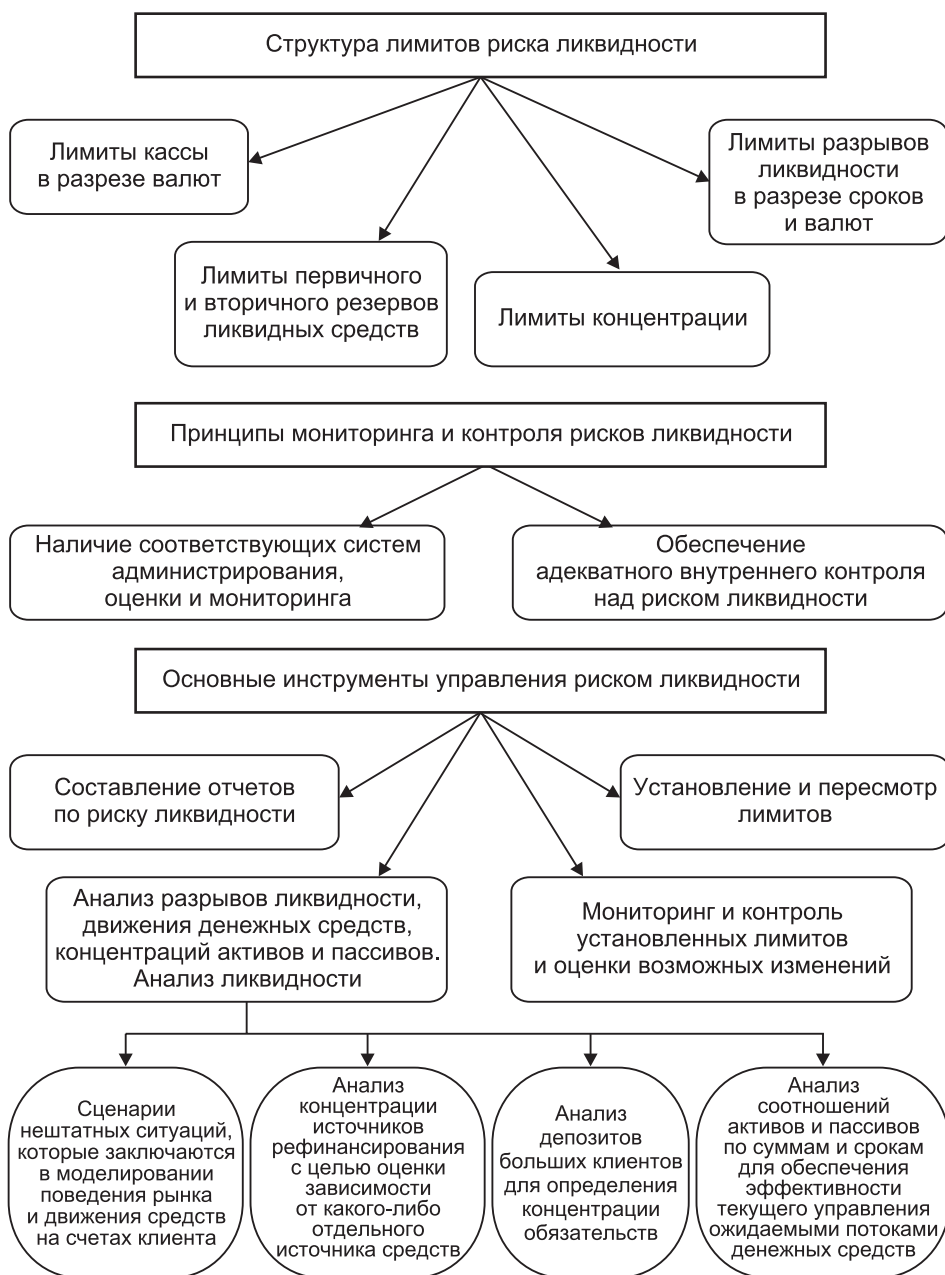 Структура лимитов риска ликвидности
Лимиты кассы
в разрезе валют
Лимиты разрывов
ликвидности
в разрезе сроков
и валют
Лимиты первичного
и вторичного резервов
ликвидных средств
Лимиты концентрации
Принципы мониторинга и контроля рисков ликвидности
Наличие соответствующих систем
администрирования,
оценки и мониторинга
Обеспечение
адекватного внутреннего контроля
над риском ликвидности
Основные инструменты управления риском ликвидности
Составление отчетов
по риску ликвидности
Установление и пересмотр
лимитов
Анализ разрывов ликвидности,
движения денежных средств,
концентраций активов и пассивов.
Анализ ликвидности
Мониторинг и контроль
установленных лимитов
и оценки возможных изменений
Сценарии
нештатных ситуаций,
которые заключаются
в моделировании
поведения рынка
и движения средств
на счетах клиента
Анализ
концентрации
источников
рефинансирования
с целью оценки
зависимости
от какого-либо
отдельного
источника средств
Анализ
депозитов
больших клиентов
для определения
концентрации
обязательств
Анализ
соотношений
активов и пассивов
по суммам и срокам
для обеспечения
эффективности
текущего управления
ожидаемыми потоками
денежных средств